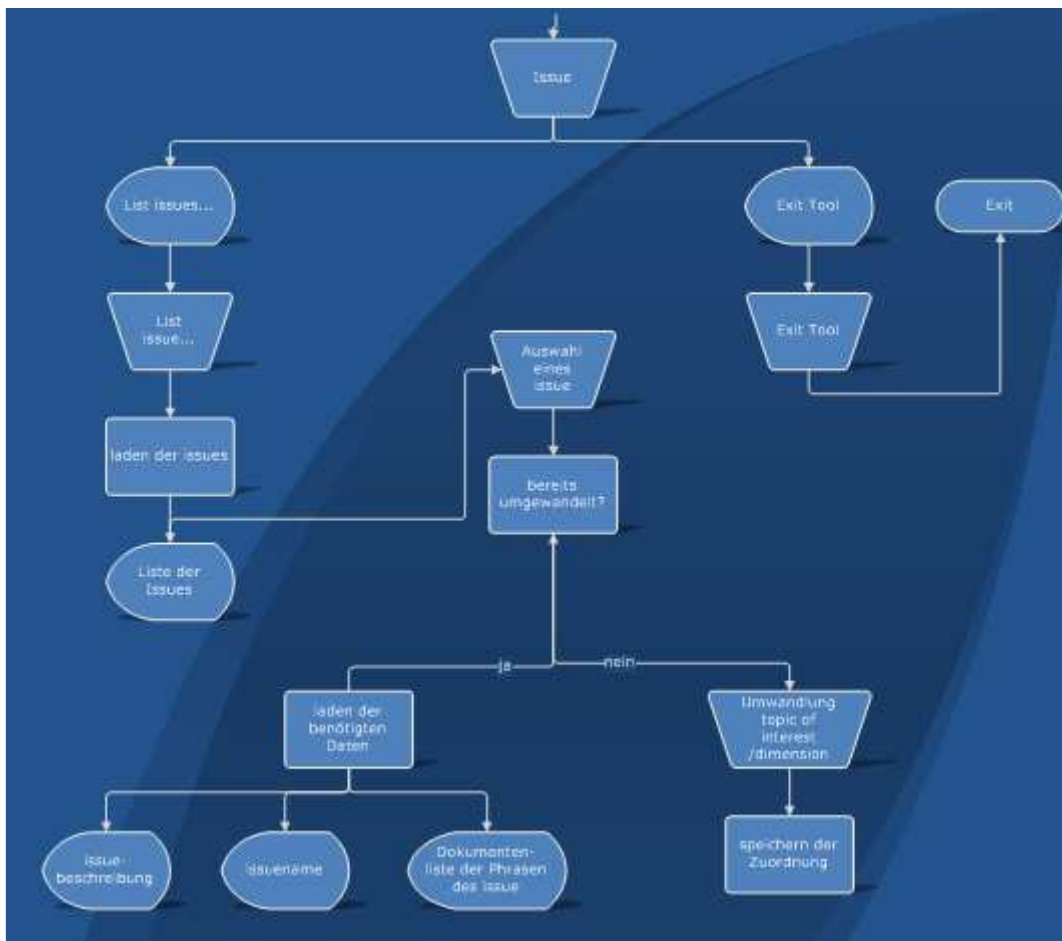 Issue
List issues...
Exit Tool
Exit
List
issue...
Exit Tool
Auswahl
eines
issue
laden der issues
bereits
umgewandelt?
Liste der
Issues
ja
nein
laden der
benötigten
Daten
Umwandlung
topic of
interest
/dimension
issue-
beschreibung
issuename
Dokumenten-
liste der Phrasen
des issue
speichern der
Zuordnung